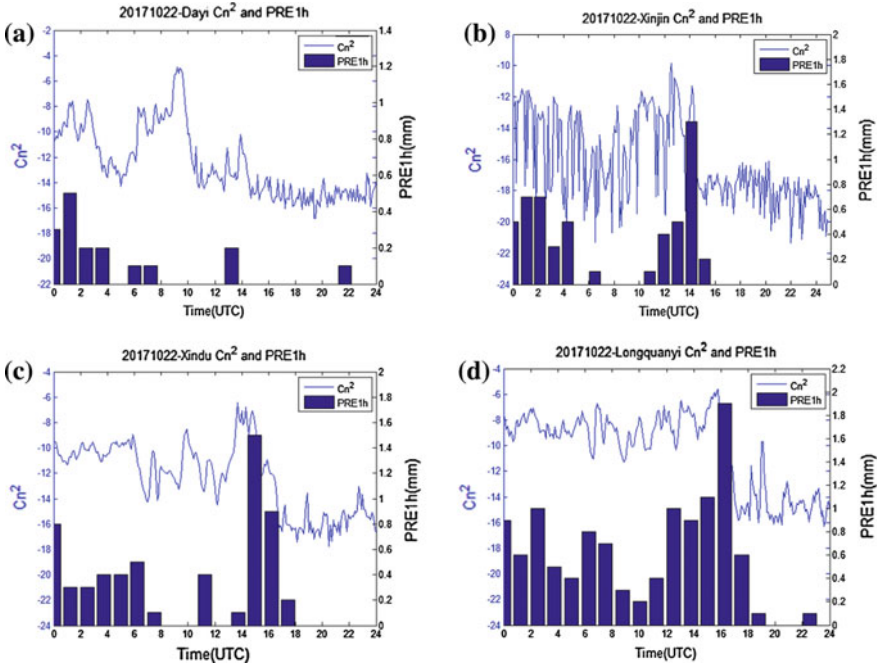 (a)
20171022-Dayi Cn² and PRE1h
Cn²
PRE1h
-2
-4
-6
-8
-10
-12
-14
-16
-18
-20
-22
Cn²
1.4
1.2
1
0.8
0.6
0.4
0.2
0
PRE1h(mm)
0 2 4 6 8 10 12 14 16 18 20 22 24
Time(UTC)
(b)
20171022-Xinjin Cn² and PRE1h
Cn²
PRE1h
-8
-10
-12
-14
-16
-18
-20
-22
-24
Cn²
2
1.8
1.6
1.4
1.2
1
0.8
0.6
0.4
0.2
0
PRE1h(mm)
0 2 4 6 8 10 12 14 16 18 20 22 24
Time(UTC)
(c)
20171022-Xindu Cn² and PRE1h
Cn²
PRE1h
-4
-6
-8
-10
-12
-14
-16
-19
-20
-22
-24
Cn²
2
1.8
1.6
1.4
1.2
1
0.8
0.6
0.4
0.2
0
PRE1h(mm)
0 2 4 6 8 10 12 14 16 18 20 22 24
Time(UTC)
(d)
20171022-Longquanyi Cn² and PRE1h
Cn²
PRE1h
-4
-6
-8
-10
-12
-14
-16
-18
-20
-22
-24
Cn²
2.2
2
1.8
1.6
1.4
1.2
1
0.8
0.6
0.4
0.2
0
PRE1h(mm)
0 2 4 6 8 10 12 14 16 18 20 22 24
Time(UTC)